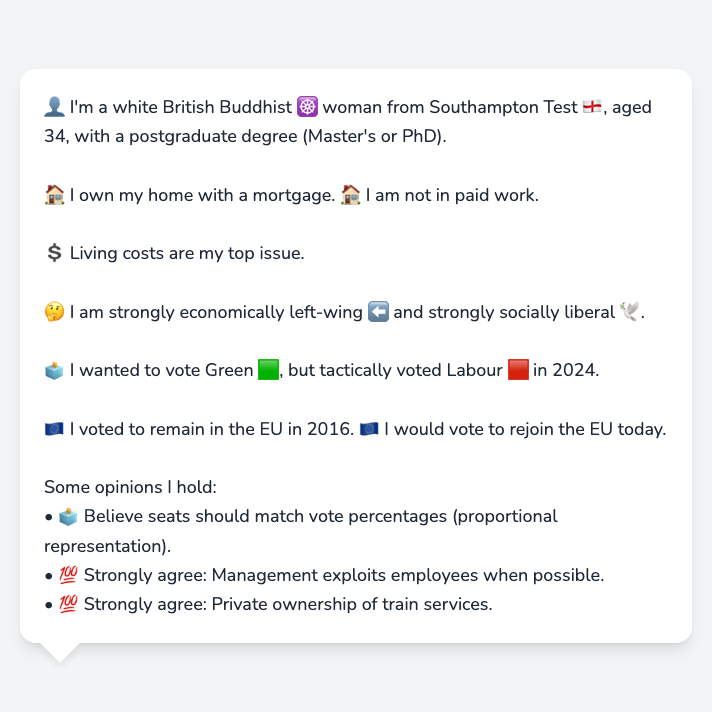 👤 I'm a white British Buddhist ☸️ woman from Southampton Test 🏴󠁧󠁢󠁥󠁮󠁧󠁿, aged
34, with a postgraduate degree (Master's or PhD).
🏠 I own my home with a mortgage. 🏠 I am not in paid work.
💲 Living costs are my top issue.
🤔 I am strongly economically left-wing ⬅️ and strongly socially liberal 🕊️.
🗳️ I wanted to vote Green 🟩, but tactically voted Labour 🟥 in 2024.
🇪🇺 I voted to remain in the EU in 2016. 🇪🇺 I would vote to rejoin the EU today.
Some opinions I hold:
• 🗳️ Believe seats should match vote percentages (proportional
representation).
• 💯 Strongly agree: Management exploits employees when possible.
• 💯 Strongly agree: Private ownership of train services.